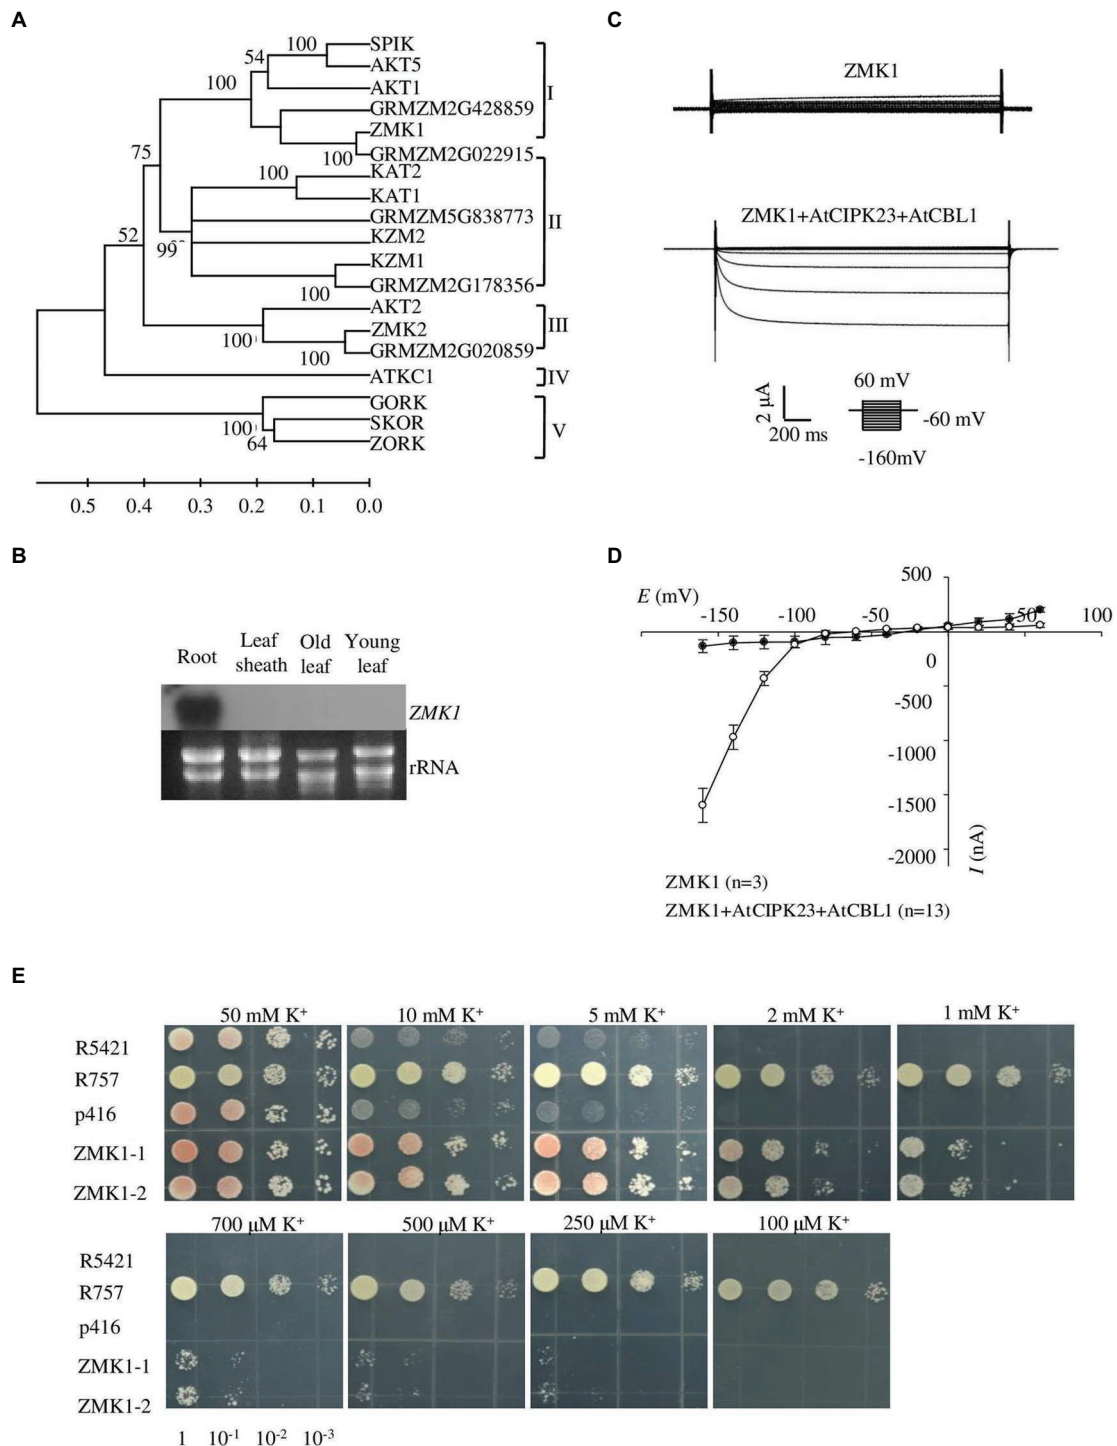 A
100
SPIK
54
AKT5
100
AKT1
I
GRMZM2G428859
ZMK1
75
100
GRMZM2G022915
100
KAT2
KAT1
GRMZM5G838773
II
52
99
KZM2
KZM1
100
GRMZM2G178356
AKT2
ZMK2
III
100
100
GRMZM2G020859
ATKC1
IV
GORK
100
SKOR
V
64
ZORK
0.5 0.4 0.3 0.2 0.1 0.0
B
Root
Leaf sheath
Old leaf
Young leaf
ZMK1
rRNA
C
ZMK1
ZMK1+AtCIPK23+AtCBL1
2 μA
200 ms
60 mV
-60 mV
-160mV
D
500
E (mV)
-150 -100 -50 50 100
0
-500
-1000
-1500
-2000
I (nA)
ZMK1 (n=3)
ZMK1+AtCIPK23+AtCBL1 (n=13)
E
50 mM K+ 10 mM K+ 5 mM K+ 2 mM K+ 1 mM K+
R5421
R757
p416
ZMK1-1
ZMK1-2
700 μM K+ 500 μM K+ 250 μM K+ 100 μM K+
R5421
R757
p416
ZMK1-1
ZMK1-2
1 10-1 10-2 10-3